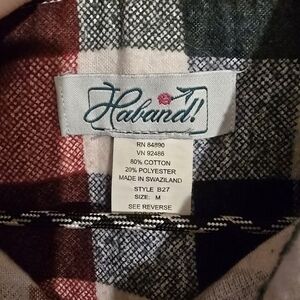 Haband!
RN 84890
VN 92486
80% COTTON
20% POLYESTER
MADE IN SWAZILAND
STYLE B27
SIZE: M
SEE REVERSE